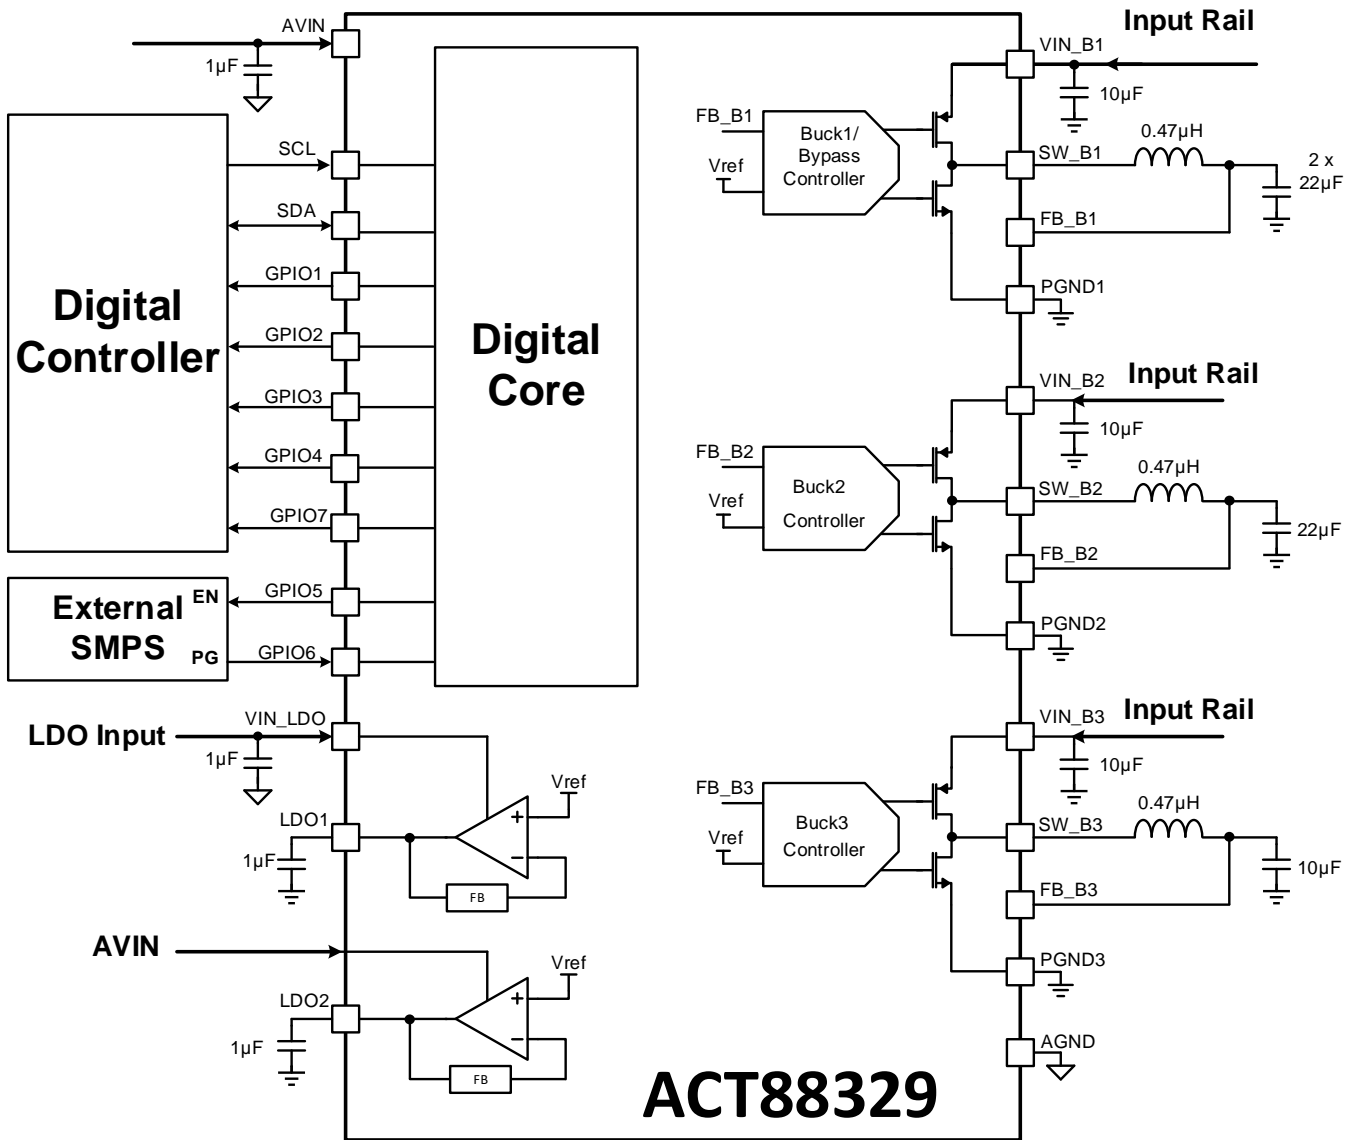 AVIN
1µF
Digital
Controller
SCL
SDA
GPIO1
GPIO2
GPIO3
GPIO4
GPIO7
External
SMPS
EN
PG
GPIO5
GPIO6
Digital
Core
LDO Input
VIN_LDO
1µF
LDO1
1µF
Vref
+
−
FB
AVIN
LDO2
1µF
Vref
+
−
FB
Input Rail
VIN_B1
10µF
FB_B1
Vref
Buck1/
Bypass
Controller
SW_B1
0.47µH
2 x
22µF
FB_B1
PGND1
Input Rail
VIN_B2
10µF
FB_B2
Vref
Buck2
Controller
SW_B2
0.47µH
22µF
FB_B2
PGND2
Input Rail
VIN_B3
10µF
FB_B3
Vref
Buck3
Controller
SW_B3
0.47µH
10µF
FB_B3
PGND3
AGND
ACT88329